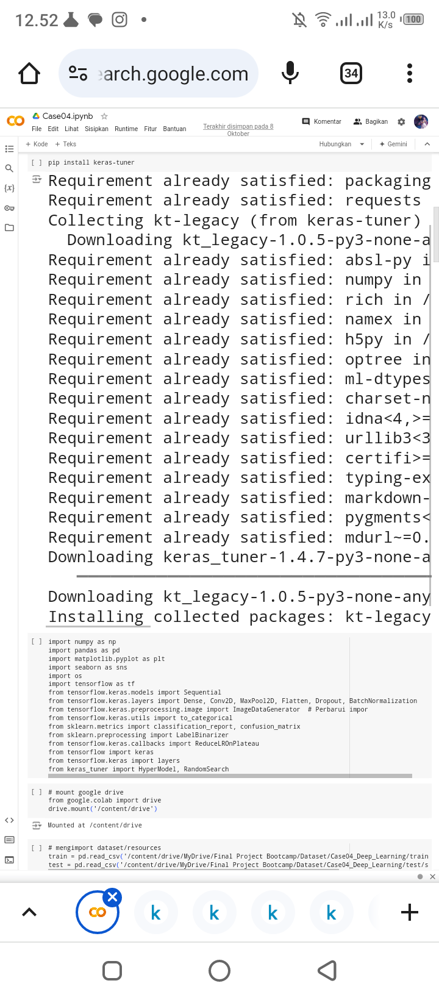 12.52
13.0
K/s
100
earch.google.com
34
Case04.ipynb
File Edit Lihat Sisipkan Runtime Fitur Bantuan
Terakhir disimpan pada 8
Oktober
Komentar
Bagikan
+ Kode + Teks
Hubungkan
Gemini
[ ] pip install keras-tuner
Requirement already satisfied: packaging
Requirement already satisfied: requests
Collecting kt-legacy (from keras-tuner)
Downloading kt_legacy-1.0.5-py3-none-a
Requirement already satisfied: absl-py i
Requirement already satisfied: numpy in
Requirement already satisfied: rich in /
Requirement already satisfied: namex in
Requirement already satisfied: h5py in /
Requirement already satisfied: optree in
Requirement already satisfied: ml-dtypes
Requirement already satisfied: charset-n
Requirement already satisfied: idna<4,>=
Requirement already satisfied: urllib3<3
Requirement already satisfied: certifi>=
Requirement already satisfied: typing-ex
Requirement already satisfied: markdown-
Requirement already satisfied: pygments<
Requirement already satisfied: mdurl~=0.
Downloading keras_tuner-1.4.7-py3-none-a
Downloading kt_legacy-1.0.5-py3-none-any
Installing collected packages: kt-legacy
[ ] import numpy as np
import pandas as pd
import matplotlib.pyplot as plt
import seaborn as sns
import os
import tensorflow as tf
from tensorflow.keras.models import Sequential
from tensorflow.keras.layers import Dense, Conv2D, MaxPool2D, Flatten, Dropout, BatchNormalization
from tensorflow.keras.preprocessing.image import ImageDataGenerator # Perbarui impor
from tensorflow.keras.utils import to_categorical
from sklearn.metrics import classification_report, confusion_matrix
from sklearn.preprocessing import LabelBinarizer
from tensorflow.keras.callbacks import ReduceLROnPlateau
from tensorflow import keras
from tensorflow.keras import layers
from keras_tuner import HyperModel, RandomSearch
[ ] # mount google drive
from google.colab import drive
drive.mount('/content/drive')
Mounted at /content/drive
[ ] # mengimport dataset/resources
train = pd.read_csv('/content/drive/MyDrive/Final Project Bootcamp/Dataset/Case04_Deep_Learning/train
test = pd.read_csv('/content/drive/MyDrive/Final Project Bootcamp/Dataset/Case04_Deep_Learning/test/s
k k k k